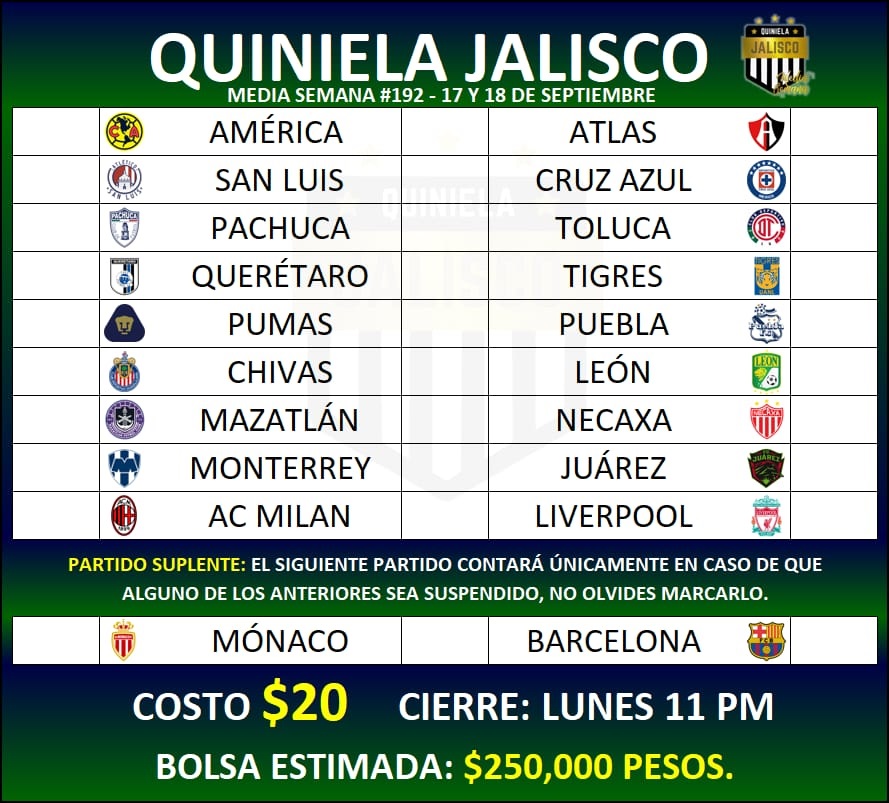 QUINIELA JALISCO
QUINIELA
JALISCO
MEDIA SEMANA #192 - 17 Y 18 DE SEPTIEMBRE
AMÉRICA ATLAS
SAN LUIS CRUZ AZUL
PACHUCA TOLUCA
QUERÉTARO TIGRES
PUMAS PUEBLA
CHIVAS LEÓN
MAZATLÁN NECAXA
MONTERREY JUÁREZ
AC MILAN LIVERPOOL
PARTIDO SUPLENTE: EL SIGUIENTE PARTIDO CONTARÁ ÚNICAMENTE EN CASO DE QUE
ALGUNO DE LOS ANTERIORES SEA SUSPENDIDO, NO OLVIDES MARCARLO.
MÓNACO BARCELONA
COSTO $20 CIERRE: LUNES 11 PM
BOLSA ESTIMADA: $250,000 PESOS.